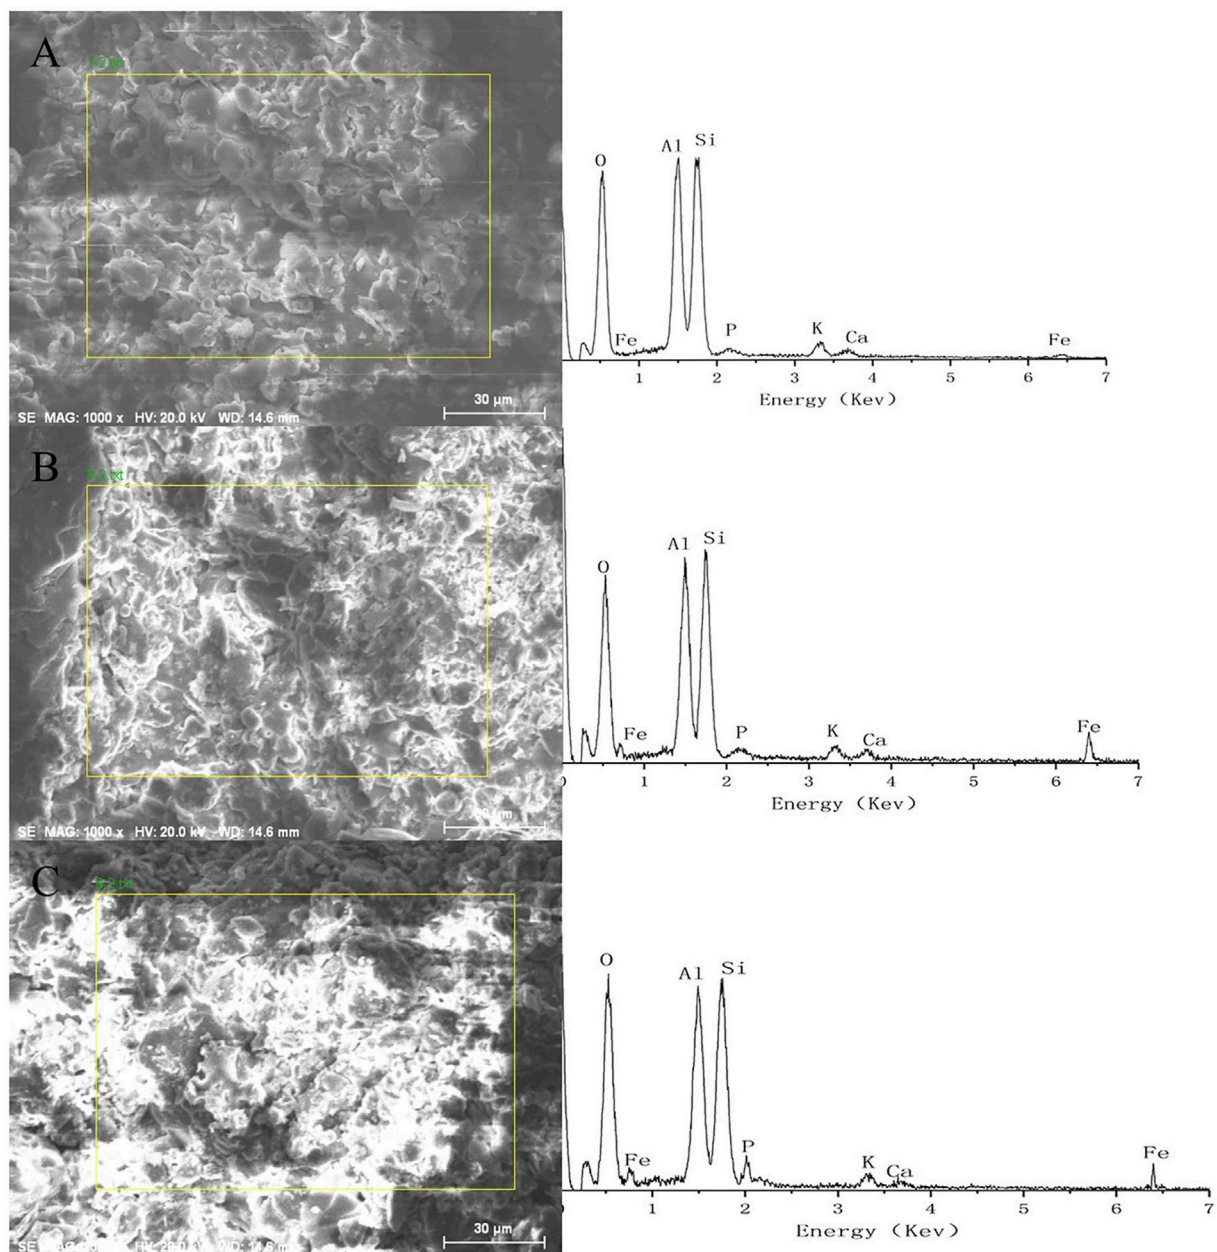 A
O
Al
Si
Fe
P
K
Ca
Fe
1 2 3 4 5 6 7
Energy (Kev)
SE MAG: 1000 x HV: 20.0 kV WD: 14.6 mm
30 µm
B
O
Al
Si
Fe
P
K
Ca
Fe
1 2 3 4 5 6 7
Energy (Kev)
SE MAG: 1000 x HV: 20.0 kV WD: 14.6 mm
µm
C
O
Al
Si
Fe
P
K
Ca
Fe
1 2 3 4 5 6 7
Energy (Kev)
30 µm